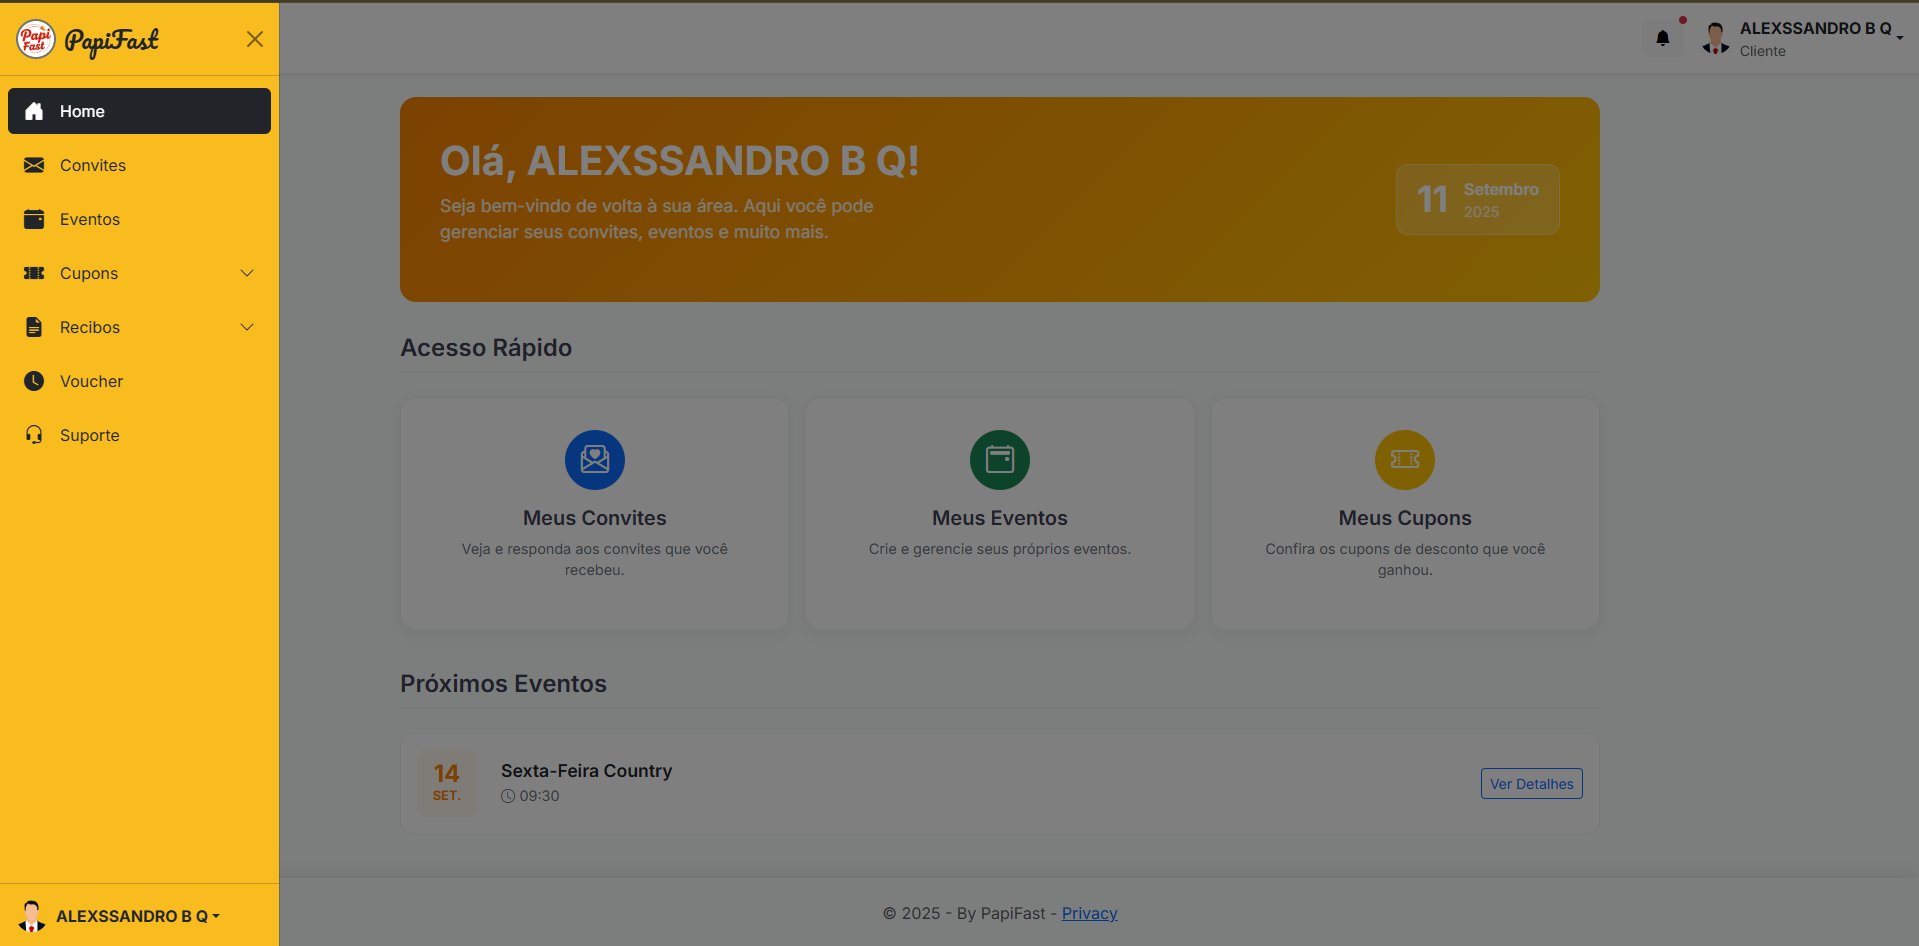 Papi
Fast
PapiFast
Home
Convites
Eventos
Cupons
Recibos
Voucher
Suporte
ALEXSSANDRO B Q
ALEXSSANDRO B Q
Cliente
Olá, ALEXSSANDRO B Q!
Seja bem-vindo de volta à sua área. Aqui você pode
gerenciar seus convites, eventos e muito mais.
11
Setembro
2025
Acesso Rápido
Meus Convites
Veja e responda aos convites que você
recebeu.
Meus Eventos
Crie e gerencie seus próprios eventos.
Meus Cupons
Confira os cupons de desconto que você
ganhou.
Próximos Eventos
14
SET.
Sexta-Feira Country
09:30
Ver Detalhes
© 2025 - By PapiFast - Privacy